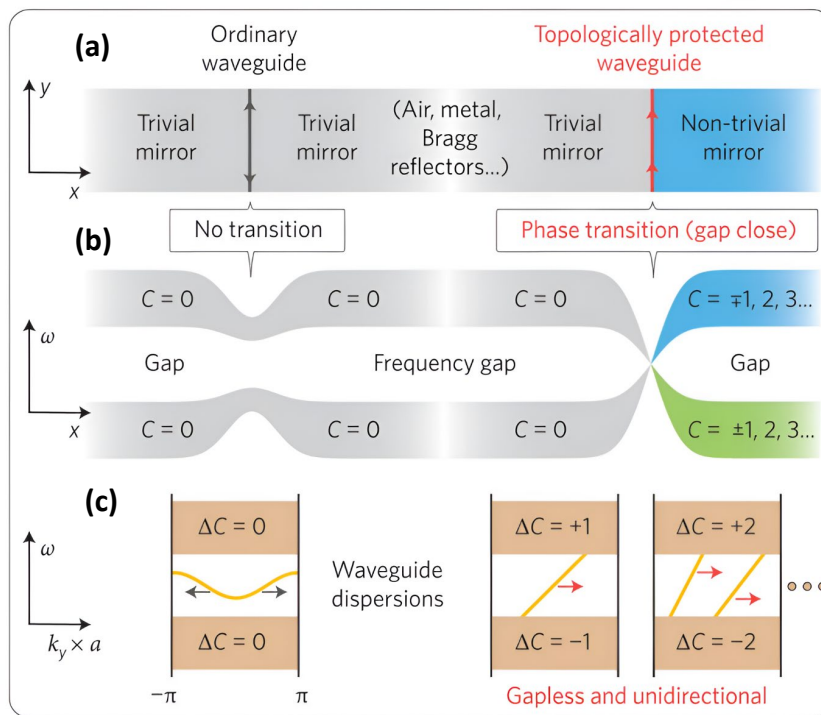 (a)
Ordinary
waveguide
Topologically protected
waveguide
y
x
Trivial
mirror
Trivial
mirror
(Air, metal,
Bragg
reflectors...)
Trivial
mirror
Non-trivial
mirror
No transition
Phase transition (gap close)
(b)
ω
x
C = 0
C = 0
C = 0
C = ∓1, 2, 3...
Gap
Frequency gap
Gap
C = 0
C = 0
C = 0
C = ±1, 2, 3...
(c)
ω
k_y × a
ΔC = 0
ΔC = 0
−π
π
Waveguide
dispersions
ΔC = +1
ΔC = −1
ΔC = +2
ΔC = −2
Gapless and unidirectional